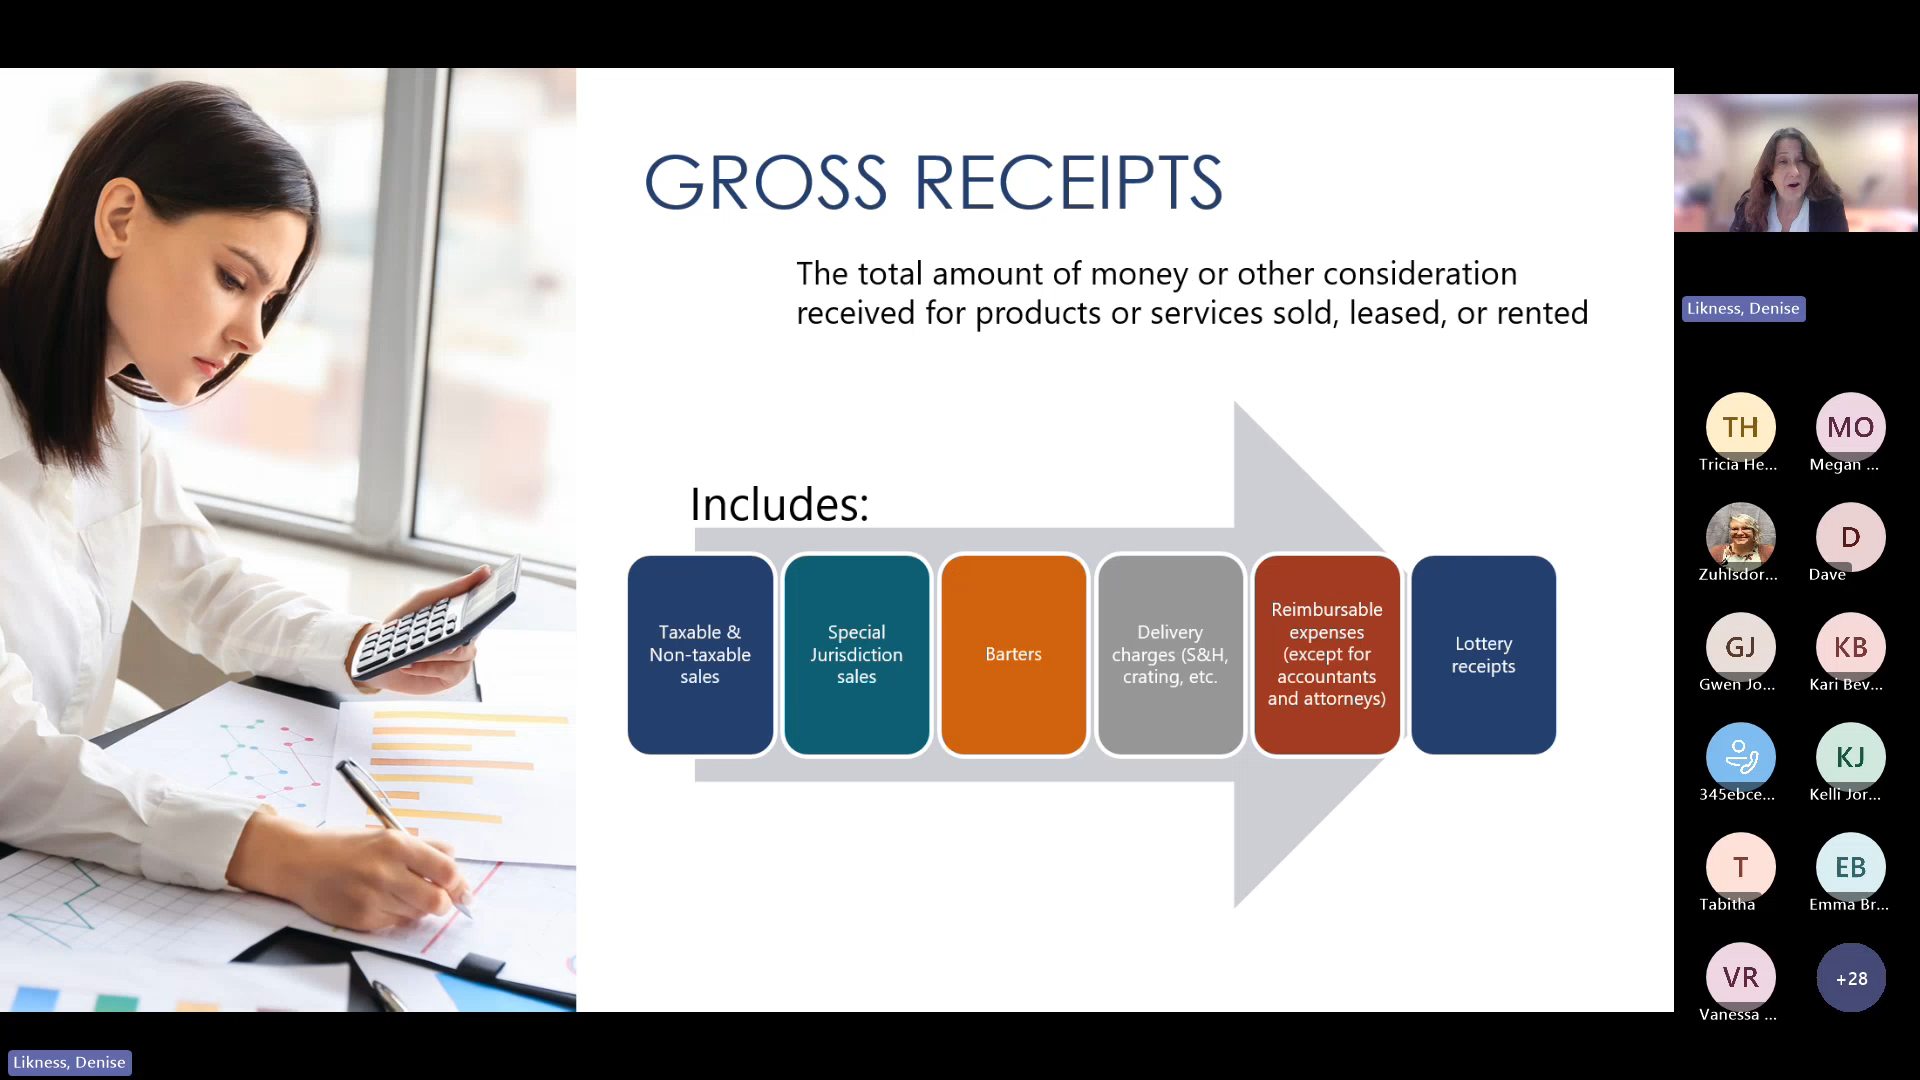 GROSS RECEIPTS
The total amount of money or other consideration
received for products or services sold, leased, or rented
Includes:
Taxable &
Non-taxable
sales
Special
Jurisdiction
sales
Barters
Delivery
charges (S&H,
crating, etc.
Reimbursable
expenses
(except for
accountants
and attorneys)
Lottery
receipts
Likness, Denise
TH
Tricia He...
MO
Megan ...
Zuhlsdor...
D
Dave
GJ
Gwen Jo...
KB
Kari Bev...
345ebce...
KJ
Kelli Jor...
T
Tabitha
EB
Emma Br...
VR
Vanessa ...
+28
Likness, Denise